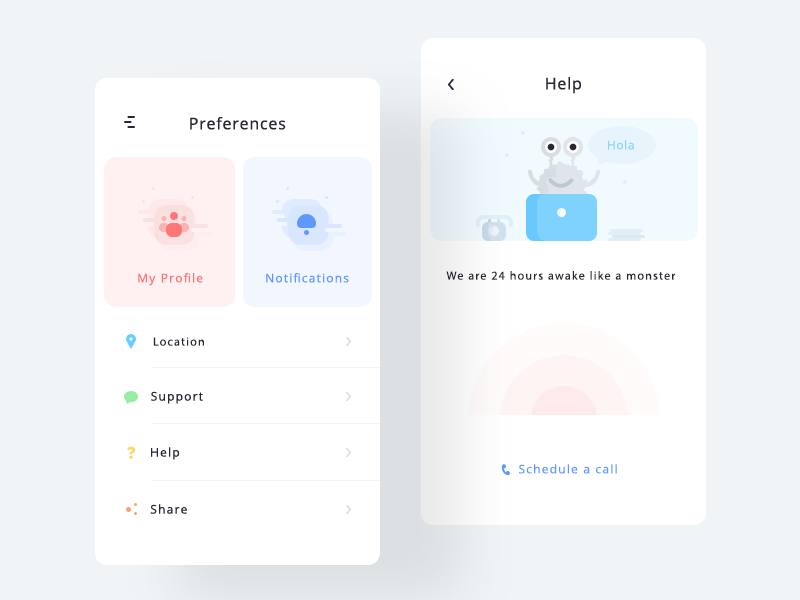 Preferences
My Profile
Notifications
Location
Support
Help
Share
Help
Hola
We are 24 hours awake like a monster
Schedule a call